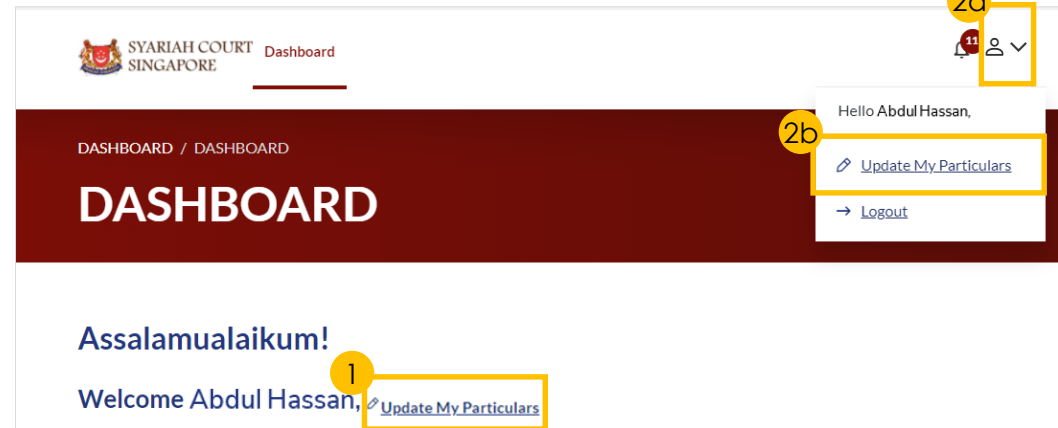 2a
SYARIAH COURT
SINGAPORE
Dashboard
11
Hello Abdul Hassan,
2b
Update My Particulars
Logout
DASHBOARD / DASHBOARD
DASHBOARD
Assalamualaikum!
1
Welcome Abdul Hassan, Update My Particulars